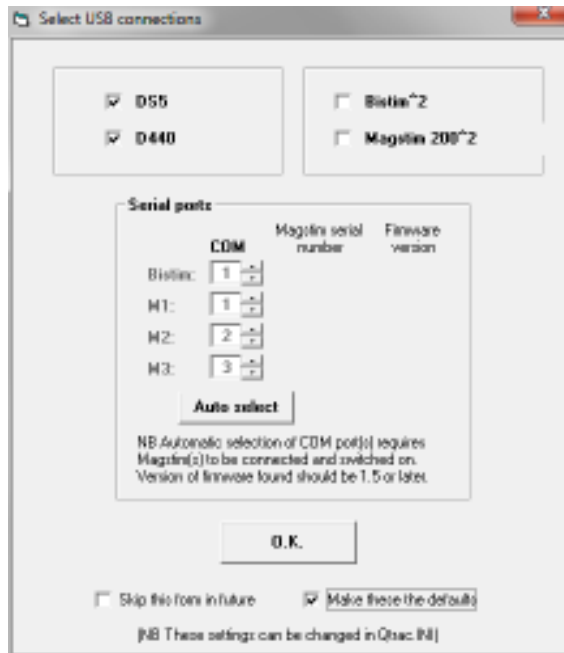 Select USB connections
DS5
D440
Bistim^2
Magstim 200^2
Serial ports
COM
Magstim serial number
Firmware version
Bistim: 1
M1: 1
M2: 2
M3: 3
Auto select
NB Automatic selection of COM port(s) requires
Magstim(s) to be connected and switched on.
Version of firmware found should be 1.5 or later.
O.K.
Skip this form in future
Make these the defaults
(NB These settings can be changed in Qtrac.INI)